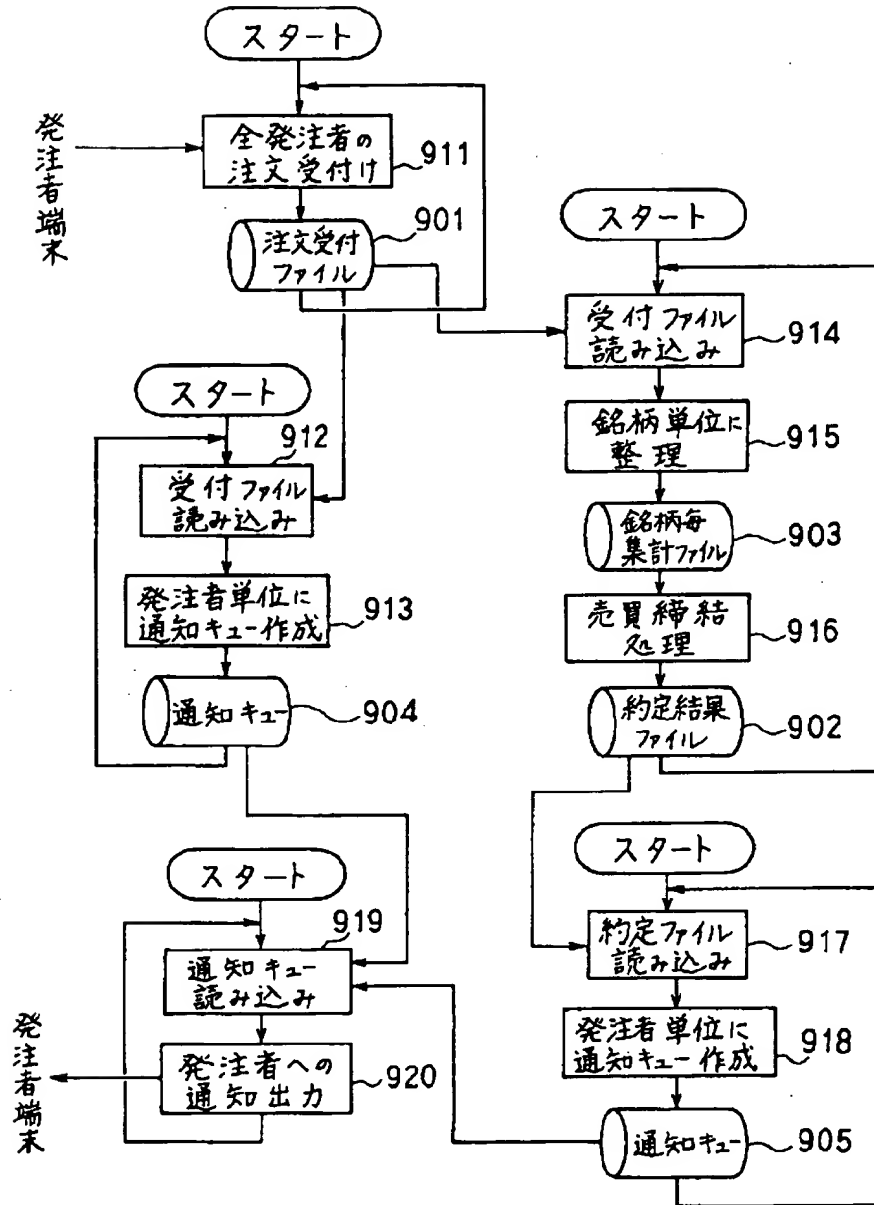 スタート
発注者端末
全発注者の
注文受付け
911
注文受付
ファイル
901
スタート
受付ファイル
読み込み
914
銘柄単位に
整理
915
銘柄毎
集計ファイル
903
売買締結
処理
916
約定結果
ファイル
902
スタート
912
受付ファイル
読み込み
発注者単位に
通知キュー作成
913
通知キュー
904
スタート
919
通知キュー
読み込み
発注者への
通知出力
920
発注者端末
スタート
約定ファイル
読み込み
917
発注者単位に
通知キュー作成
918
通知キュー
905